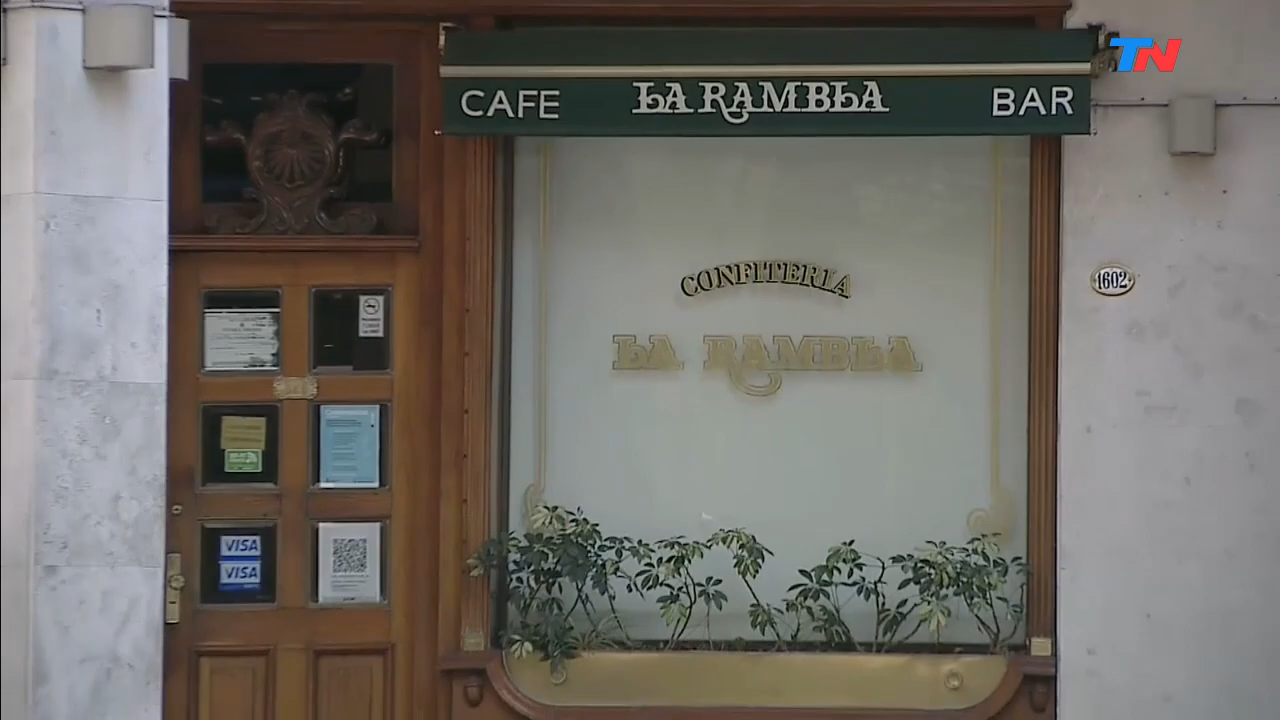 TN
CAFE LA RAMBLA BAR
CONFITERIA
LA RAMBLA
1602
VISA
VISA